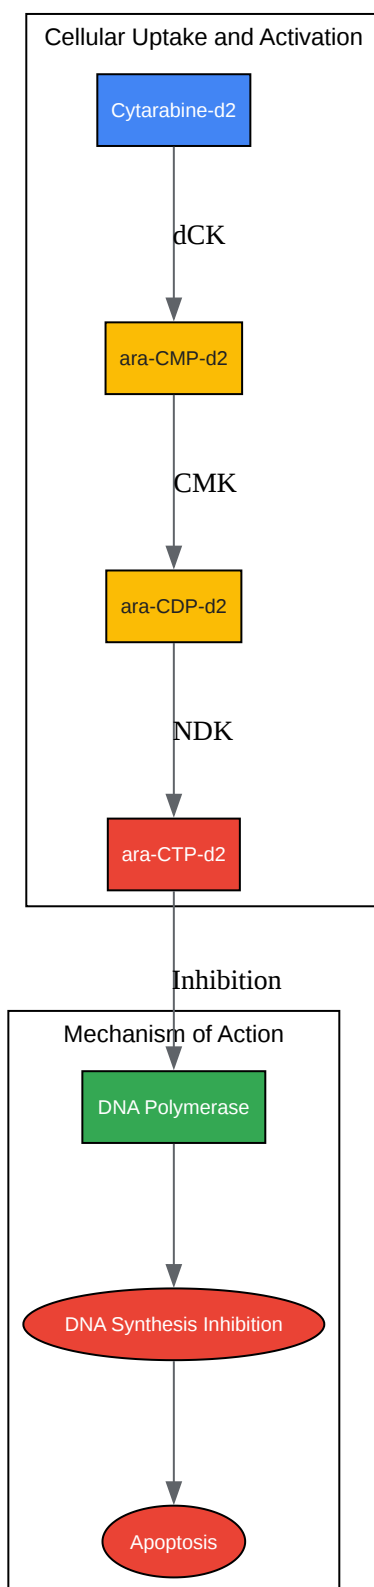 Cellular Uptake and Activation
Cytarabine-d2
dCK
ara-CMP-d2
CMK
ara-CDP-d2
NDK
ara-CTP-d2
Inhibition
Mechanism of Action
DNA Polymerase
DNA Synthesis Inhibition
Apoptosis